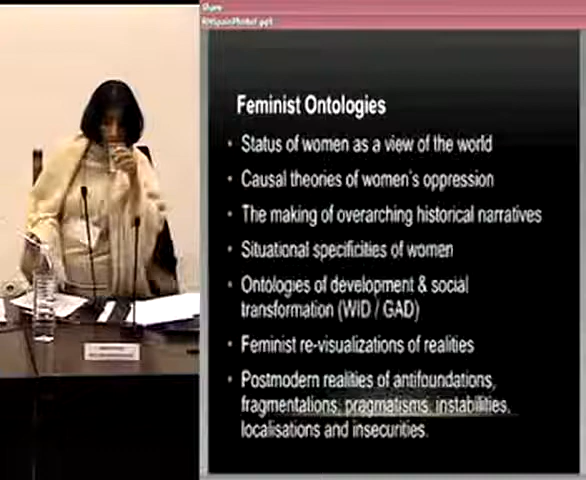 Share
Feminist Ontologies
• Status of women as a view of the world
• Causal theories of women's oppression
• The making of overarching historical narratives
• Situational specificities of women
• Ontologies of development & social
transformation (WID / GAD)
• Feminist re-visualizations of realities
• Postmodern realities of antifoundations,
fragmentations, pragmatisms, instabilities,
localisations and insecurities.